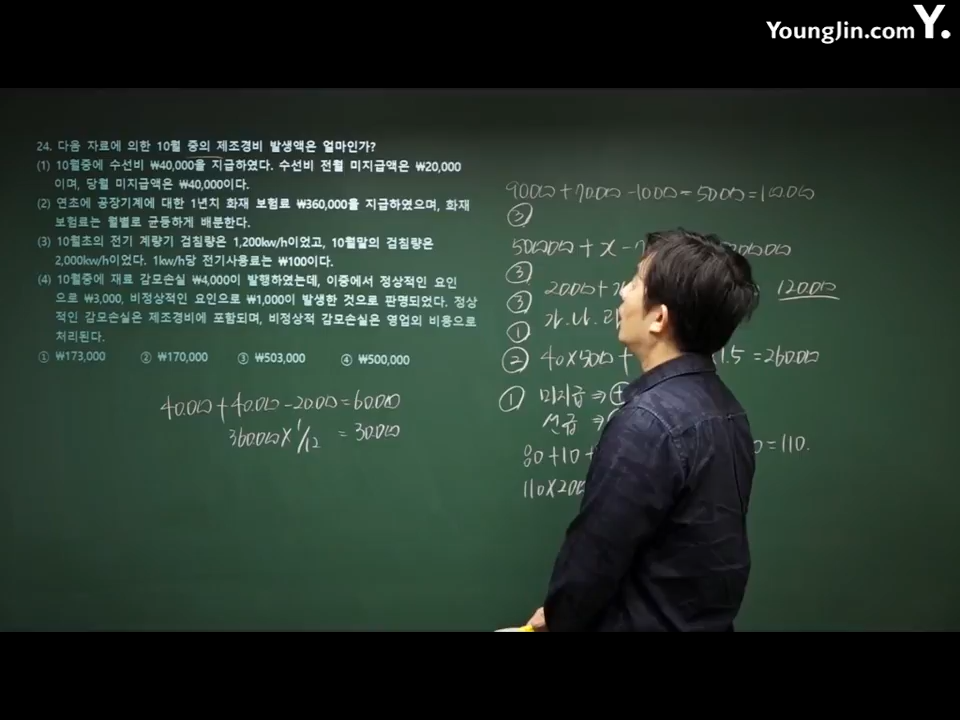 YoungJin.com Y.
24. 다음 자료에 의한 10월 중의 제조경비 발생액은 얼마인가?
(1) 10월중에 수선비 ₩40,000을 지급하였다. 수선비 전월 미지급액은 ₩20,000
이며, 당월 미지급액은 ₩40,000이다.
(2) 연초에 공장기계에 대한 1년치 화재 보험료 ₩360,000을 지급하였으며, 화재
보험료는 월별로 균등하게 배분한다.
(3) 10월초의 전기 계량기 검침량은 1,200kw/h이었고, 10월말의 검침량은
2,000kw/h이었다. 1kw/h당 전기사용료는 ₩100이다.
(4) 10월중에 재료 감모손실 ₩4,000이 발행하였는데, 이중에서 정상적인 요인
으로 ₩3,000, 비정상적인 요인으로 ₩1,000이 발생한 것으로 판명되었다. 정상
적인 감모손실은 제조경비에 포함되며, 비정상적 감모손실은 영업외 비용으로
처리된다.
① ₩173,000 ② ₩170,000 ③ ₩503,000 ④ ₩500,000
40000+40000-20000=60000
360000×1/12 = 30000
③
③
③
12000
① 가.나.
② 40×500+ 1.5=26000
① 미지급 ⇒ +
선급 ⇒
80+10+ =110.
110×200